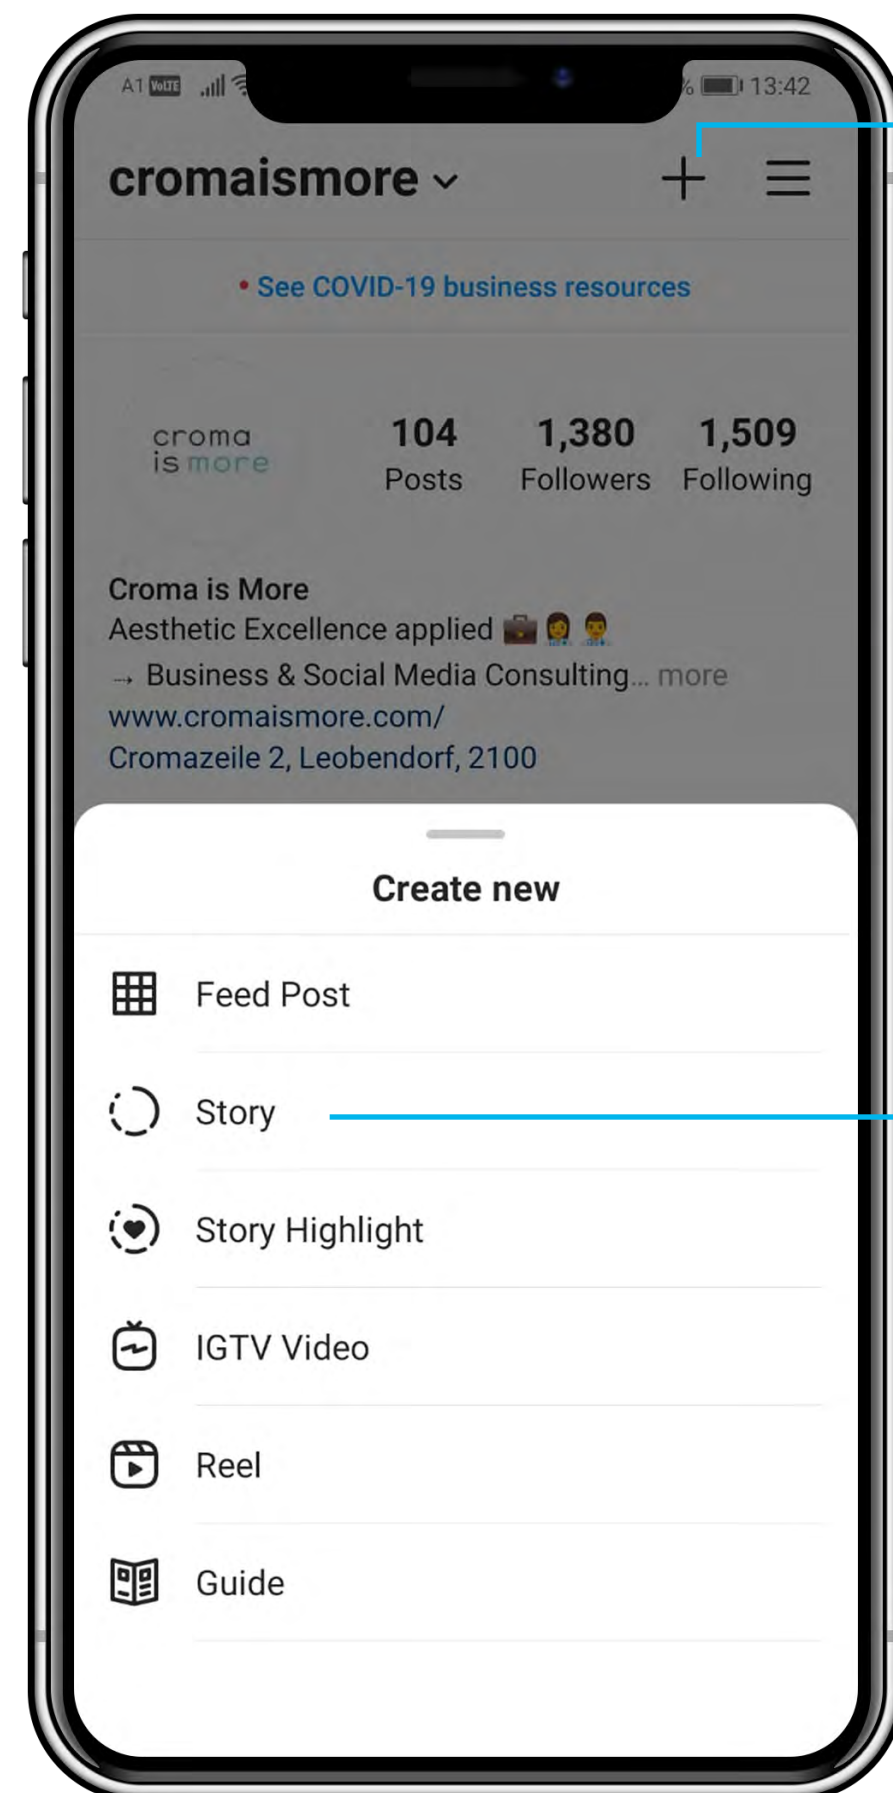 A1 VoLTE % 13:42
cromaismore
• See COVID-19 business resources
croma
is more
104 1,380 1,509
Posts Followers Following
Croma is More
Aesthetic Excellence applied 💼👩‍⚕️👨‍⚕️
→ Business & Social Media Consulting... more
www.cromaismore.com/
Cromazeile 2, Leobendorf, 2100
Create new
Feed Post
Story
Story Highlight
IGTV Video
Reel
Guide